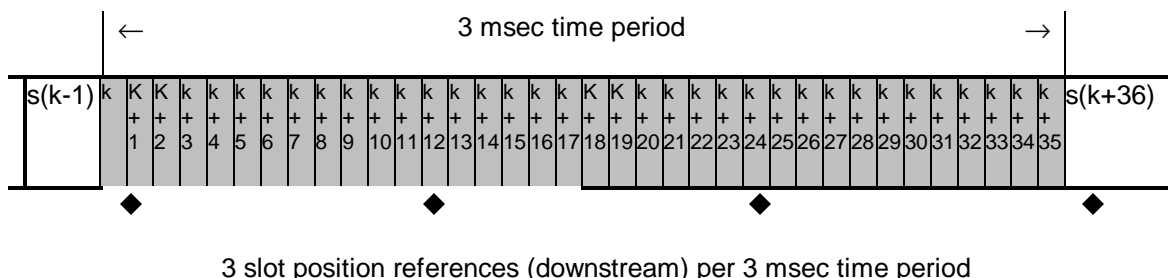 ← 3 msec time period →
s(k-1) k K K k k k k k k k k k k k k k k k K K k k k k k k k k k k k k k k k k s(k+36)
+ + + + + + + + + + + + + + + + + + + + + + + + + + + + + + + + + + +
1 2 3 4 5 6 7 8 9 10 11 12 13 14 15 16 17 18 19 20 21 22 23 24 25 26 27 28 29 30 31 32 33 34 35
3 slot position references (downstream) per 3 msec time period